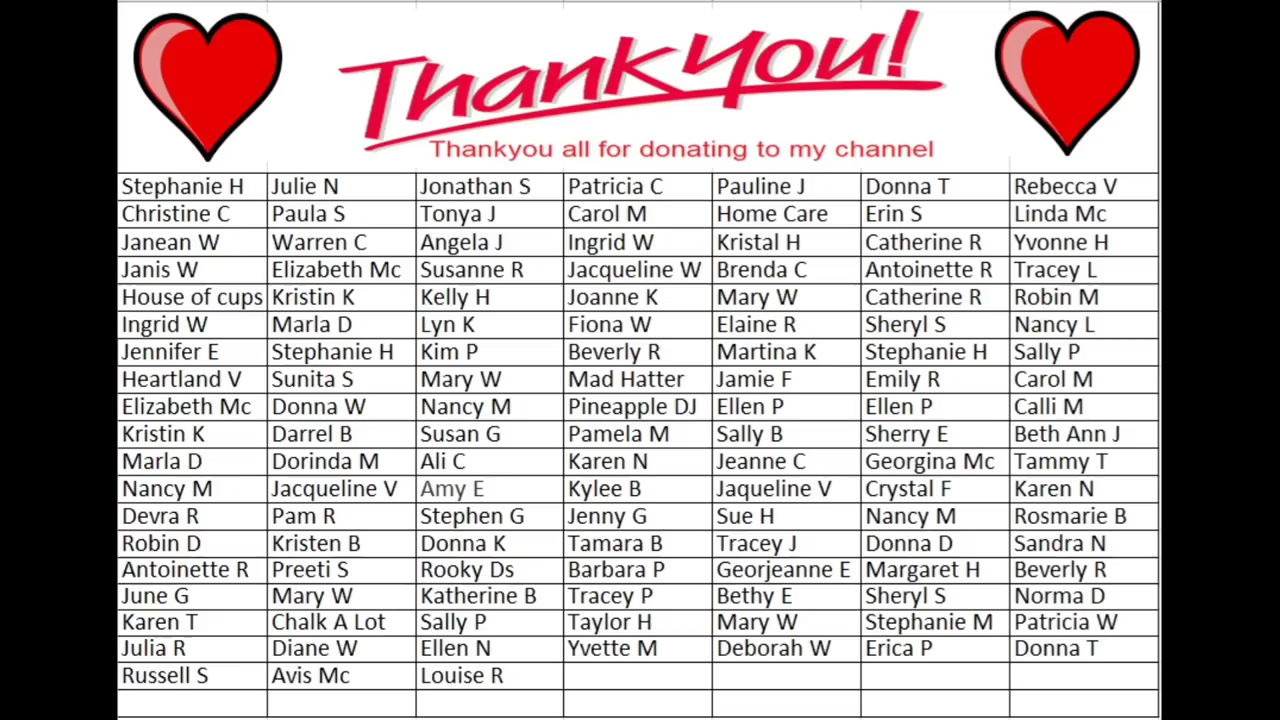 Thank you!
Thankyou all for donating to my channel
Stephanie H Julie N Jonathan S Patricia C Pauline J Donna T Rebecca V
Christine C Paula S Tonya J Carol M Home Care Erin S Linda Mc
Janean W Warren C Angela J Ingrid W Kristal H Catherine R Yvonne H
Janis W Elizabeth Mc Susanne R Jacqueline W Brenda C Antoinette R Tracey L
House of cups Kristin K Kelly H Joanne K Mary W Catherine R Robin M
Ingrid W Marla D Lyn K Fiona W Elaine R Sheryl S Nancy L
Jennifer E Stephanie H Kim P Beverly R Martina K Stephanie H Sally P
Heartland V Sunita S Mary W Mad Hatter Jamie F Emily R Carol M
Elizabeth Mc Donna W Nancy M Pineapple DJ Ellen P Ellen P Calli M
Kristin K Darrel B Susan G Pamela M Sally B Sherry E Beth Ann J
Marla D Dorinda M Ali C Karen N Jeanne C Georgina Mc Tammy T
Nancy M Jacqueline V Amy E Kylee B Jaqueline V Crystal F Karen N
Devra R Pam R Stephen G Jenny G Sue H Nancy M Rosmarie B
Robin D Kristen B Donna K Tamara B Tracey J Donna D Sandra N
Antoinette R Preeti S Rooky Ds Barbara P Georjeanne E Margaret H Beverly R
June G Mary W Katherine B Tracey P Bethy E Sheryl S Norma D
Karen T Chalk A Lot Sally P Taylor H Mary W Stephanie M Patricia W
Julia R Diane W Ellen N Yvette M Deborah W Erica P Donna T
Russell S Avis Mc Louise R